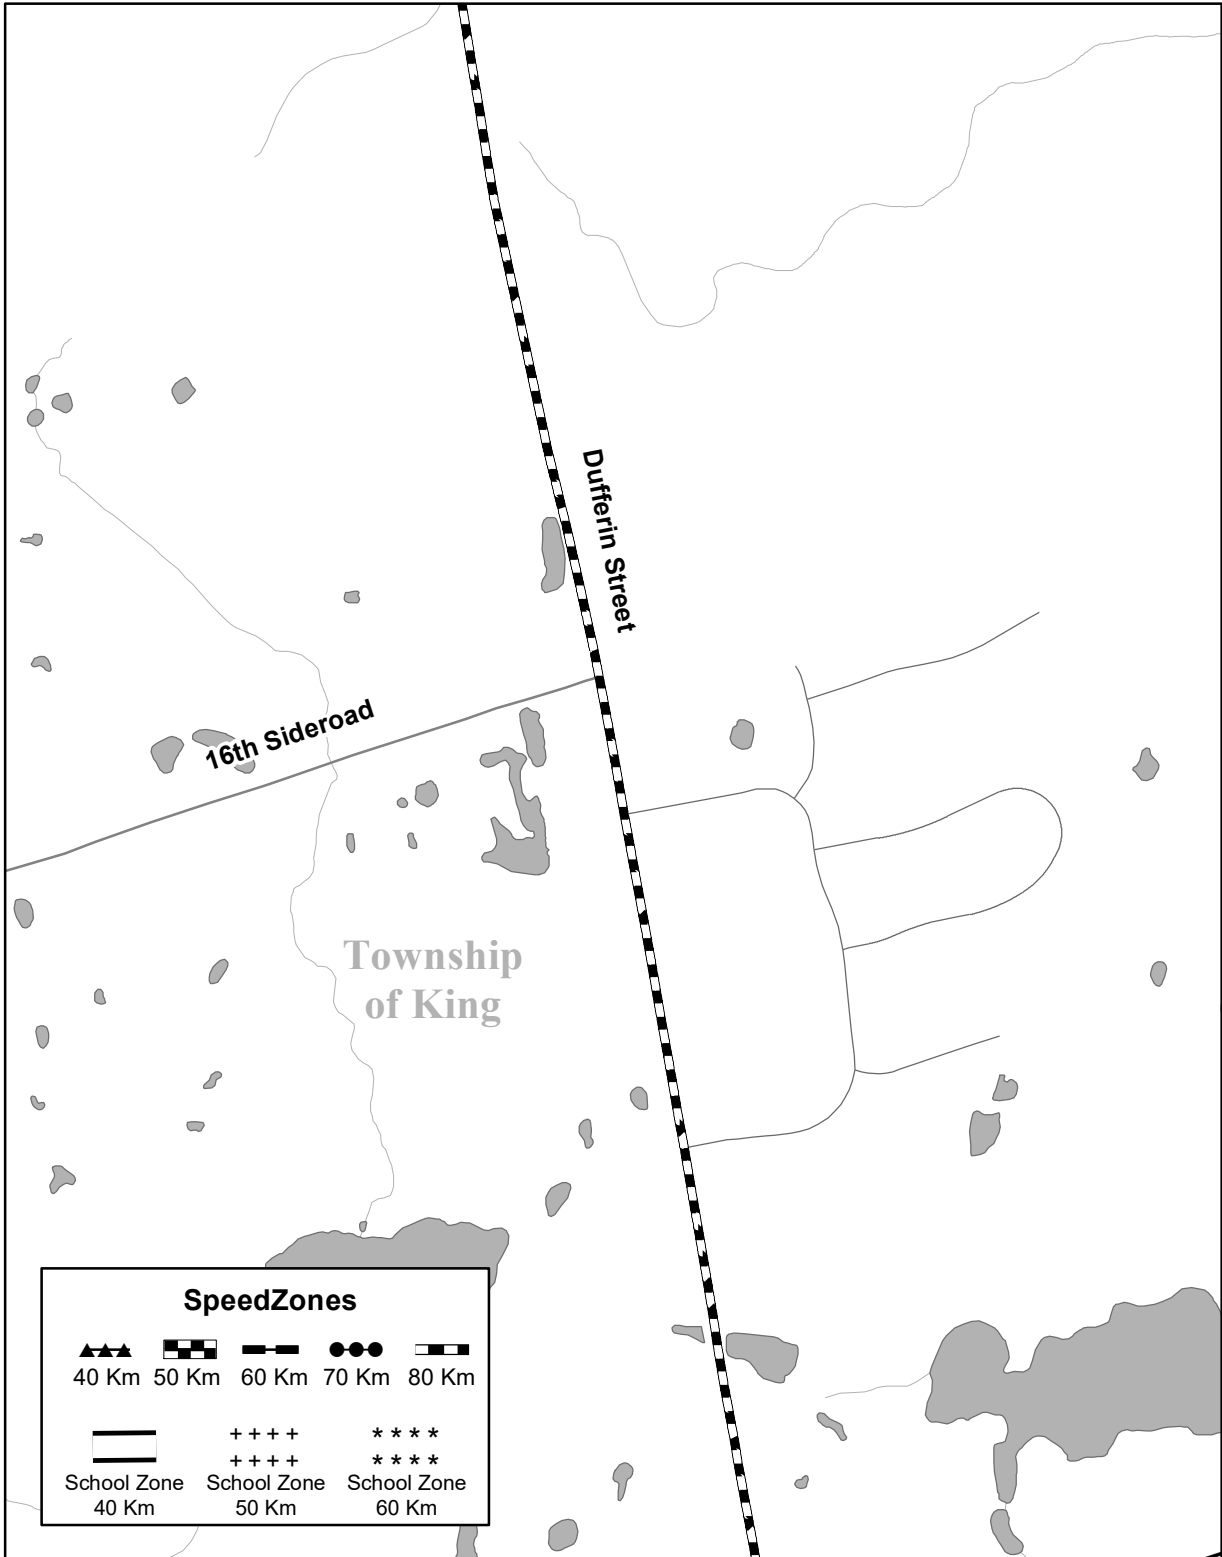 Dufferin Street
16th Sideroad
Township
of King
SpeedZones
40 Km 50 Km 60 Km 70 Km 80 Km
School Zone School Zone School Zone
40 Km 50 Km 60 Km